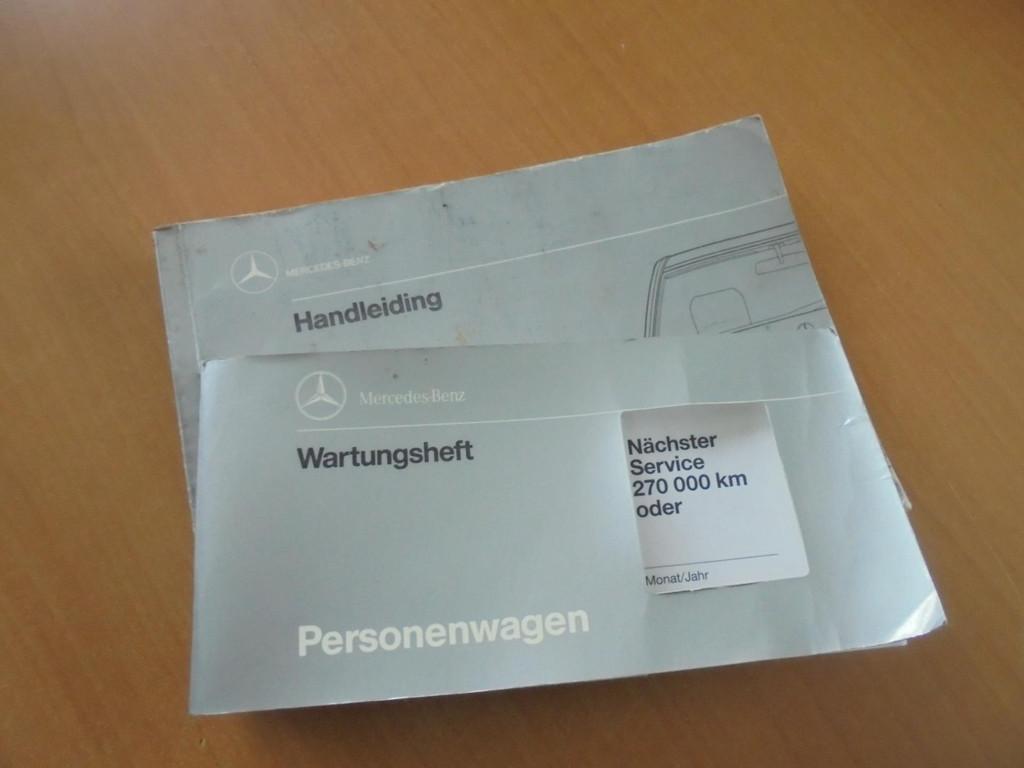 MERCEDES-BENZ
Handleiding
Mercedes-Benz
Wartungsheft
Nächster
Service
270 000 km
oder
Monat/Jahr
Personenwagen